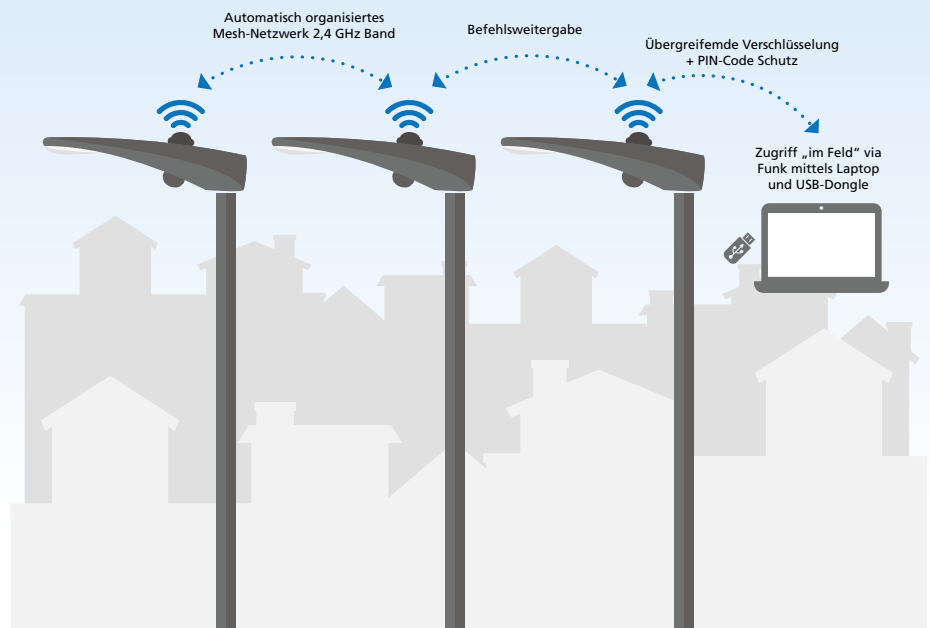 Automatisch organisiertes
Mesh-Netzwerk 2,4 GHz Band
Befehlsweitergabe
Übergreifemde Verschlüsselung
+ PIN-Code Schutz
Zugriff „im Feld“ via
Funk mittels Laptop
und USB-Dongle